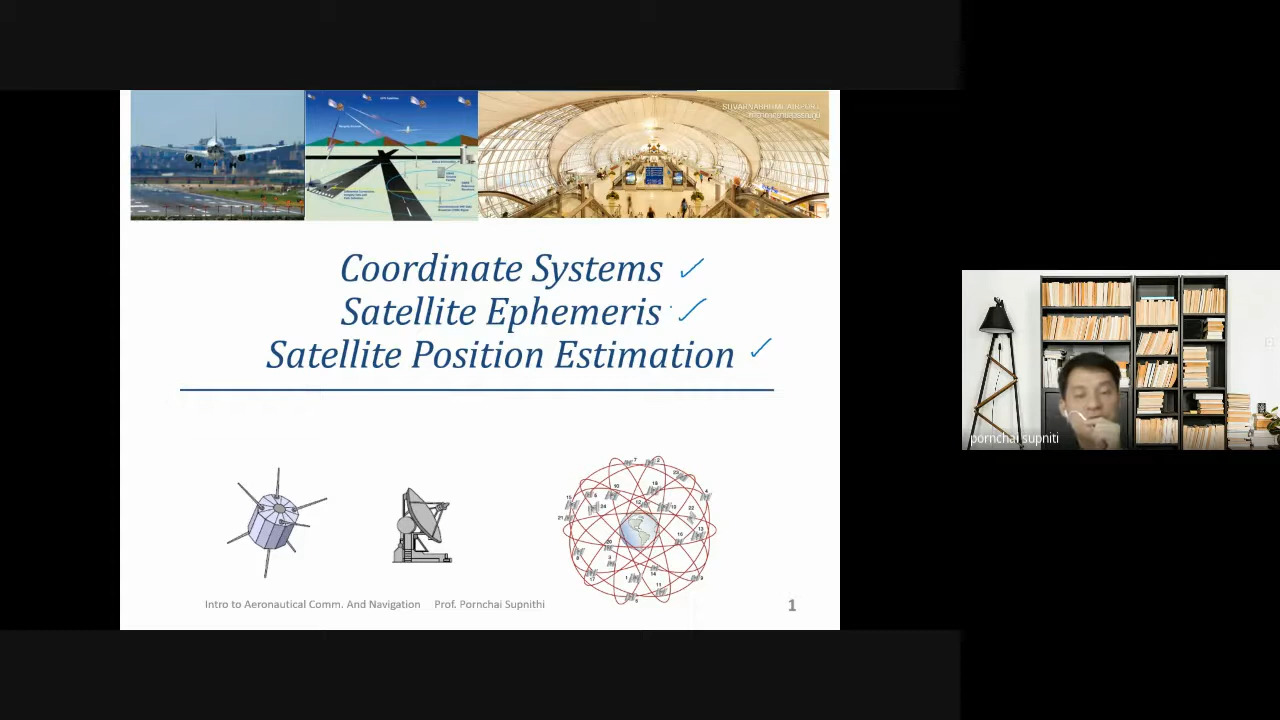 SUVARNABHUMI AIRPORT
Coordinate Systems
Satellite Ephemeris
Satellite Position Estimation
Intro to Aeronautical Comm. And Navigation Prof. Pornchai Supnithi
1
pornchai supniti